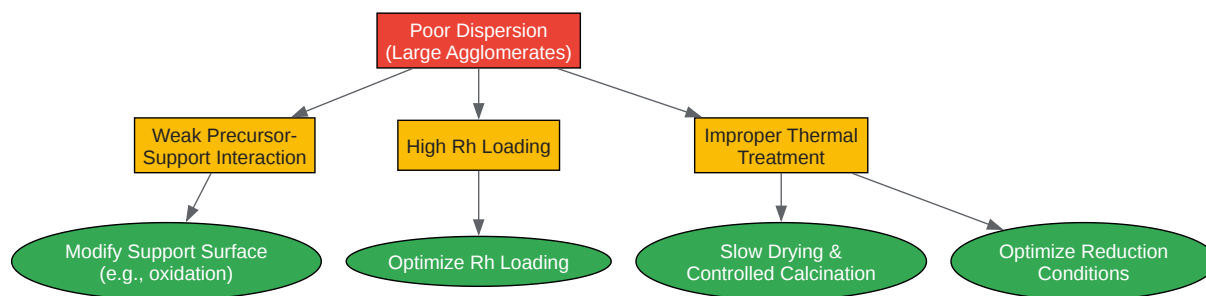 Poor Dispersion
(Large Agglomerates)
Weak Precursor-
Support Interaction
High Rh Loading
Improper Thermal
Treatment
Modify Support Surface
(e.g., oxidation)
Optimize Rh Loading
Slow Drying &
Controlled Calcination
Optimize Reduction
Conditions